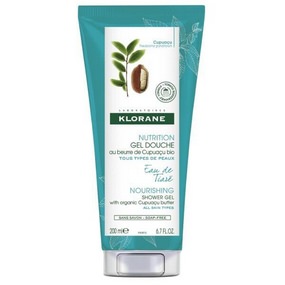 Cupuaçu
LABORATOIRES
KLORANE
NUTRITION
GEL DOUCHE
au beurre de Cupuaçu bio
TOUS TYPES DE PEAUX
Eau de
Tiaré
NOURISHING
SHOWER GEL
with organic Cupuaçu butter
ALL SKIN TYPES
SANS SAVON - SOAP-FREE
200 ml e PARIS 6.7 FL.OZ